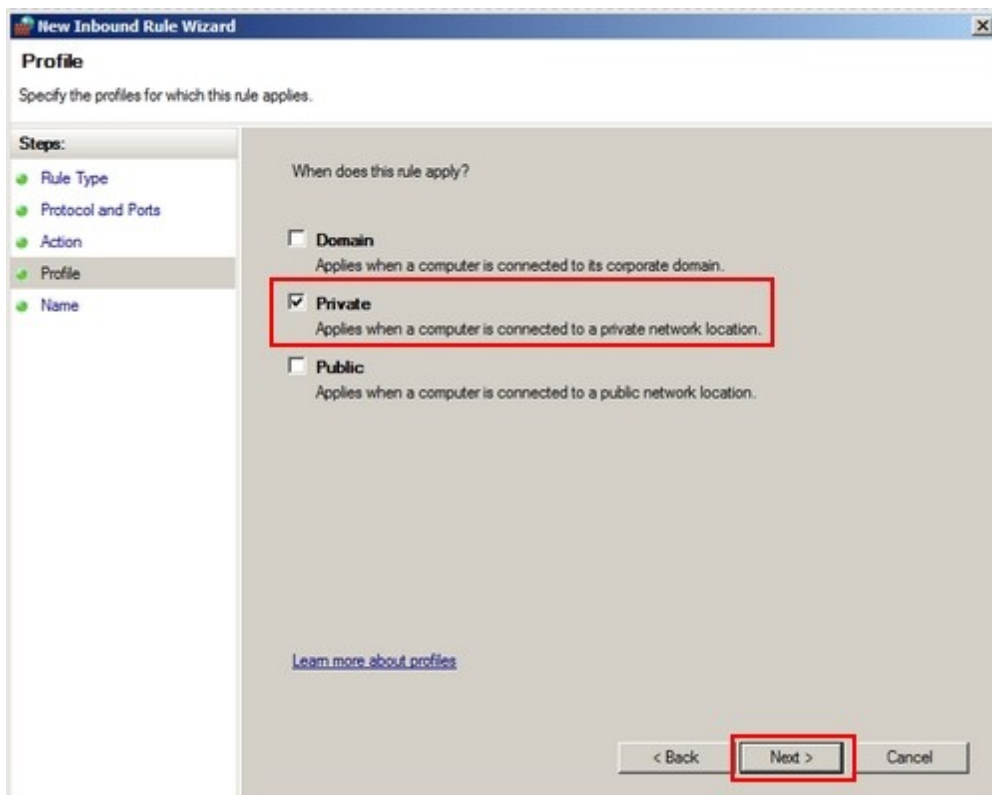 New Inbound Rule Wizard
Profile
Specify the profiles for which this rule applies.
Steps:
Rule Type
Protocol and Ports
Action
Profile
Name
When does this rule apply?
Domain
Applies when a computer is connected to its corporate domain.
Private
Applies when a computer is connected to a private network location.
Public
Applies when a computer is connected to a public network location.
Learn more about profiles
< Back
Next >
Cancel